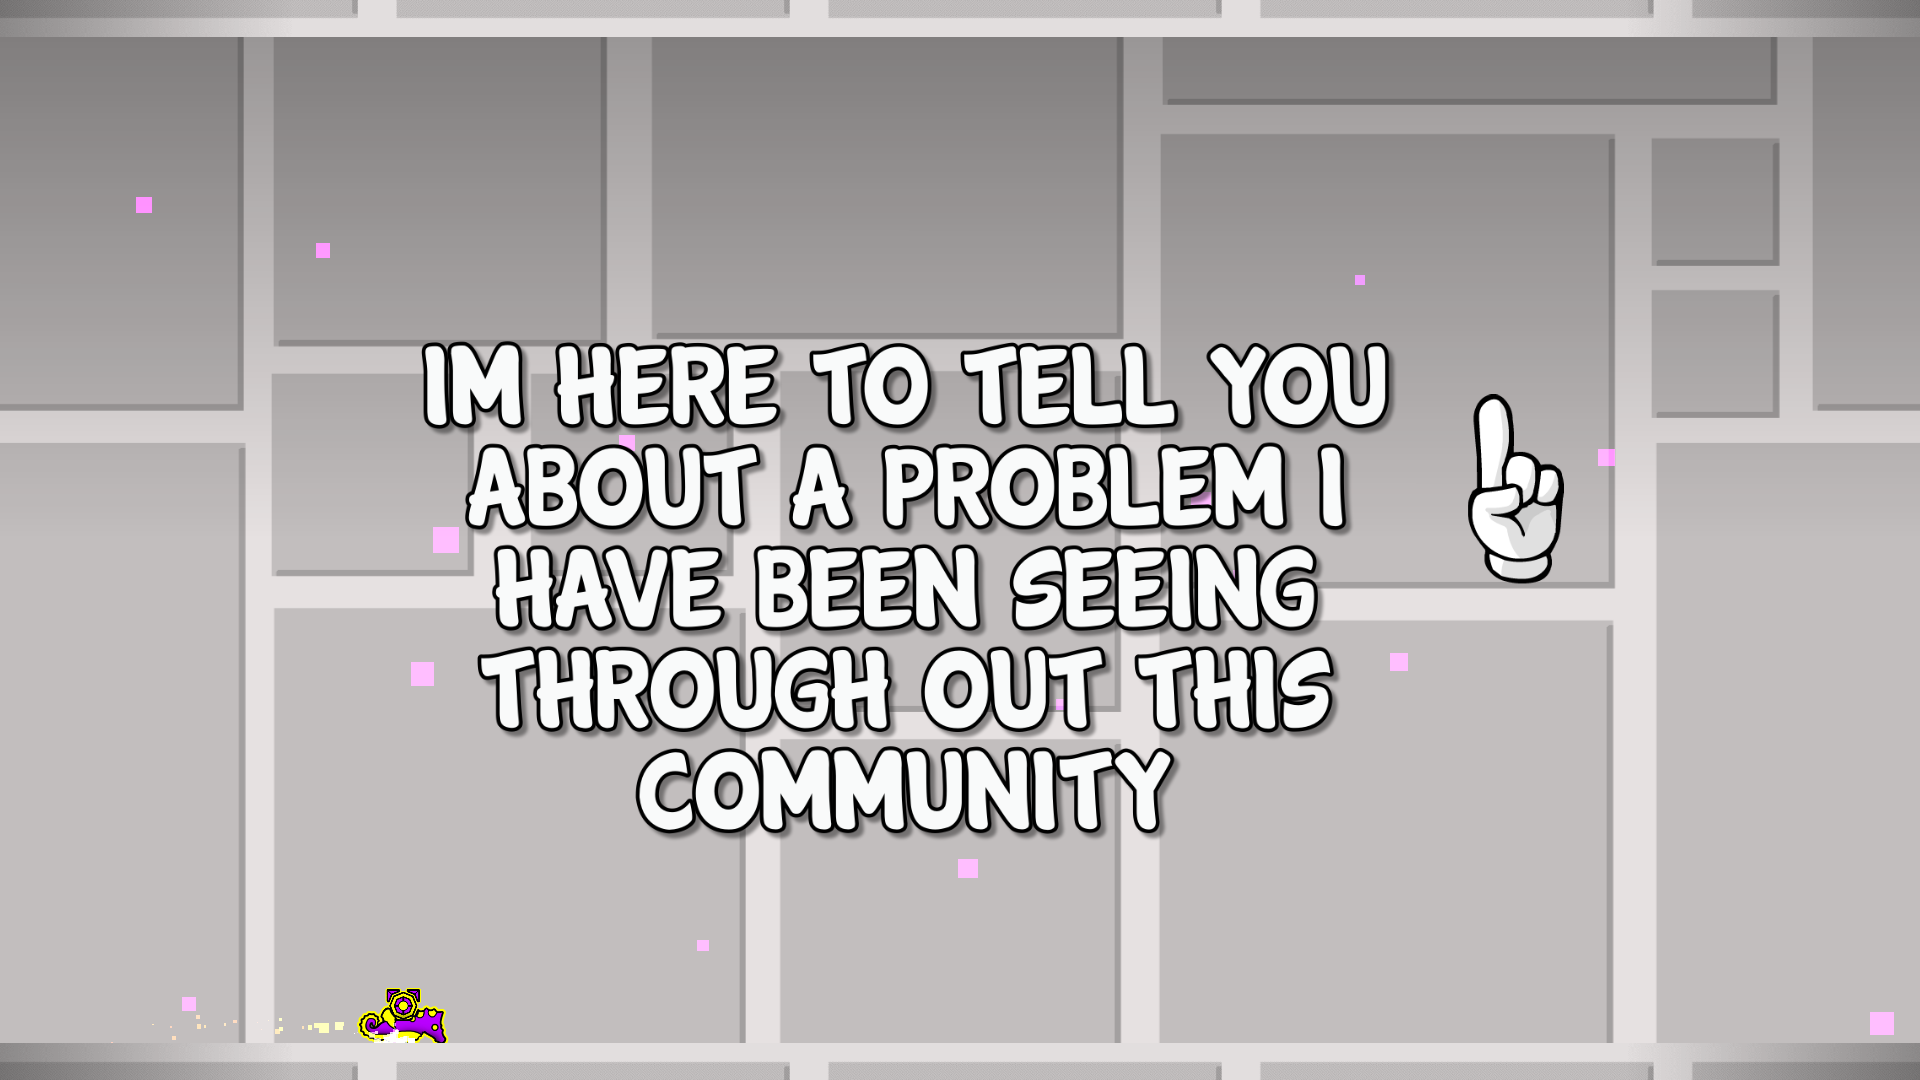 IM HERE TO TELL YOU
ABOUT A PROBLEM I
HAVE BEEN SEEING
THROUGH OUT THIS
COMMUNITY